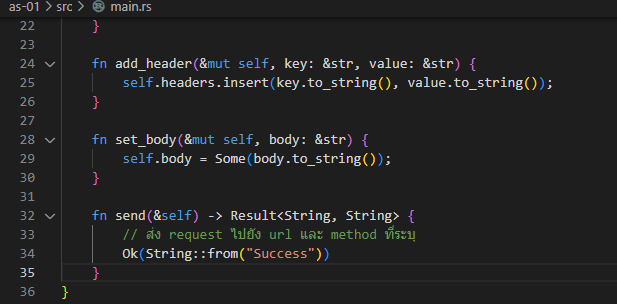 as-01 > src > main.rs
22 }
23
24 fn add_header(&mut self, key: &str, value: &str) {
25 self.headers.insert(key.to_string(), value.to_string());
26 }
27
28 fn set_body(&mut self, body: &str) {
29 self.body = Some(body.to_string());
30 }
31
32 fn send(&self) -> Result<String, String> {
33 // ส่ง request ไปยัง url และ method ที่ระบุ
34 Ok(String::from("Success"))
35 }
36 }